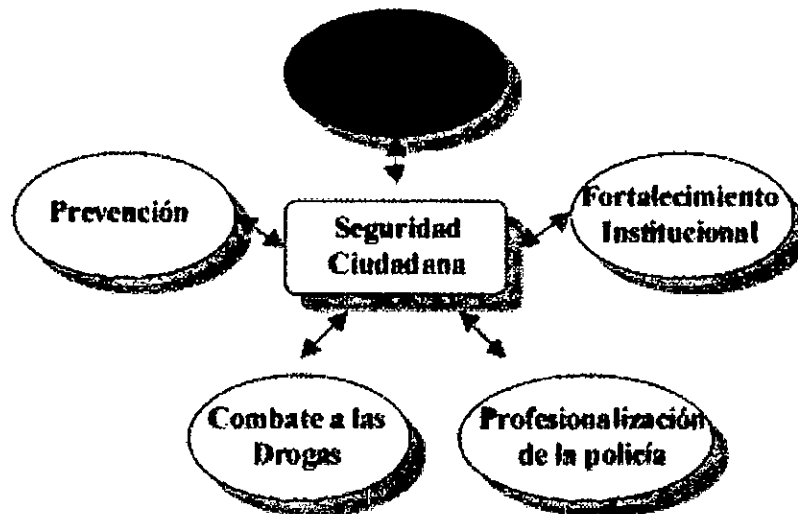 Prevención
Seguridad
Ciudadana
Fortalecimiento
Institucional
Combate a las
Drogas
Profesionalización
de la policía